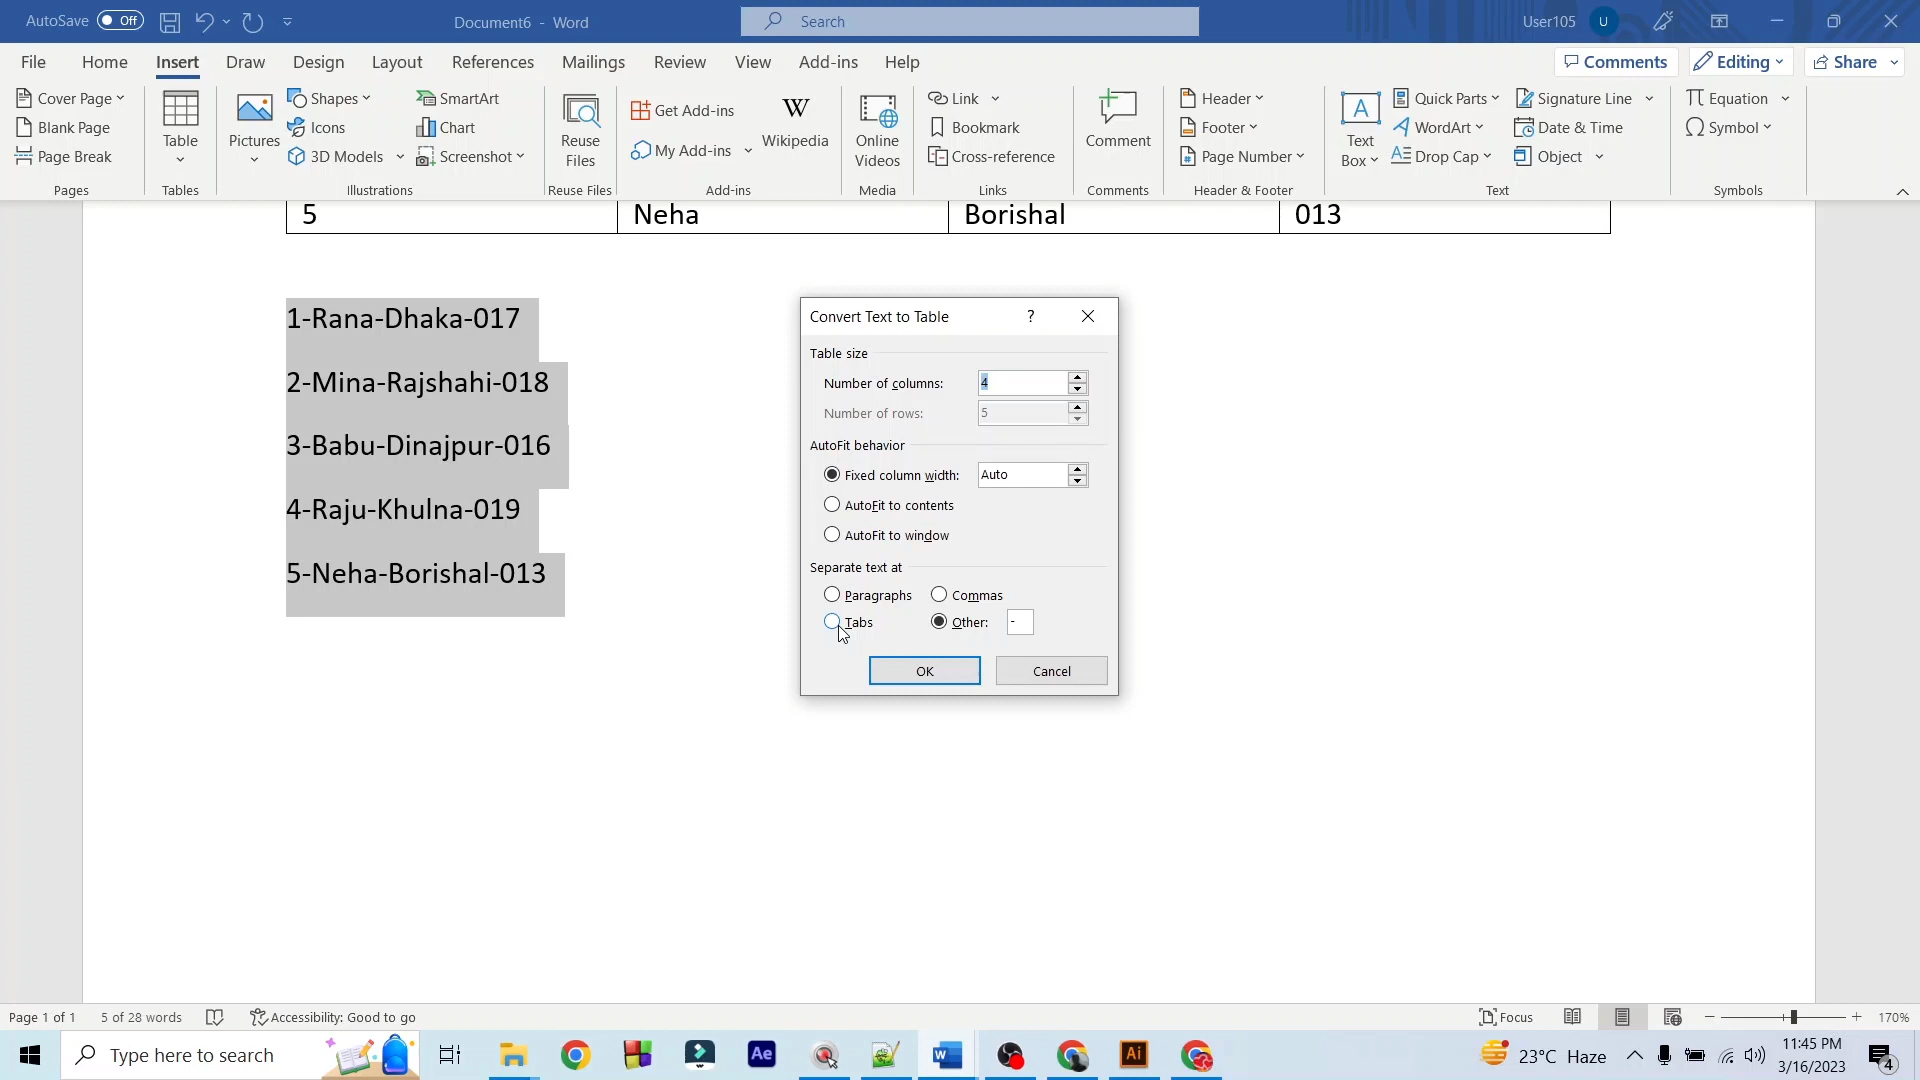 AutoSave Off
Document6 - Word
Search
User105 U
File Home Insert Draw Design Layout References Mailings Review View Add-ins Help
Comments Editing Share
Cover Page
Blank Page
Page Break
Pages
Table
Tables
Pictures
Shapes
Icons
3D Models
SmartArt
Chart
Screenshot
Illustrations
Reuse
Files
Reuse Files
Get Add-ins
My Add-ins
W
Wikipedia
Add-ins
Online
Videos
Media
Link
Bookmark
Cross-reference
Links
Comment
Comments
Header
Footer
Page Number
Header & Footer
A
Text
Box
Quick Parts
WordArt
Drop Cap
Signature Line
Date & Time
Object
Text
Equation
Symbol
Symbols
5 Neha Borishal 013
1-Rana-Dhaka-017
2-Mina-Rajshahi-018
3-Babu-Dinajpur-016
4-Raju-Khulna-019
5-Neha-Borishal-013
Convert Text to Table ?
Table size
Number of columns: 4
Number of rows: 5
AutoFit behavior
Fixed column width: Auto
AutoFit to contents
AutoFit to window
Separate text at
Paragraphs Commas
Tabs Other: -
OK Cancel
Page 1 of 1 5 of 28 words Accessibility: Good to go
Focus 170%
Type here to search
Ae
W
Ai
23°C Haze
11:45 PM
3/16/2023
4